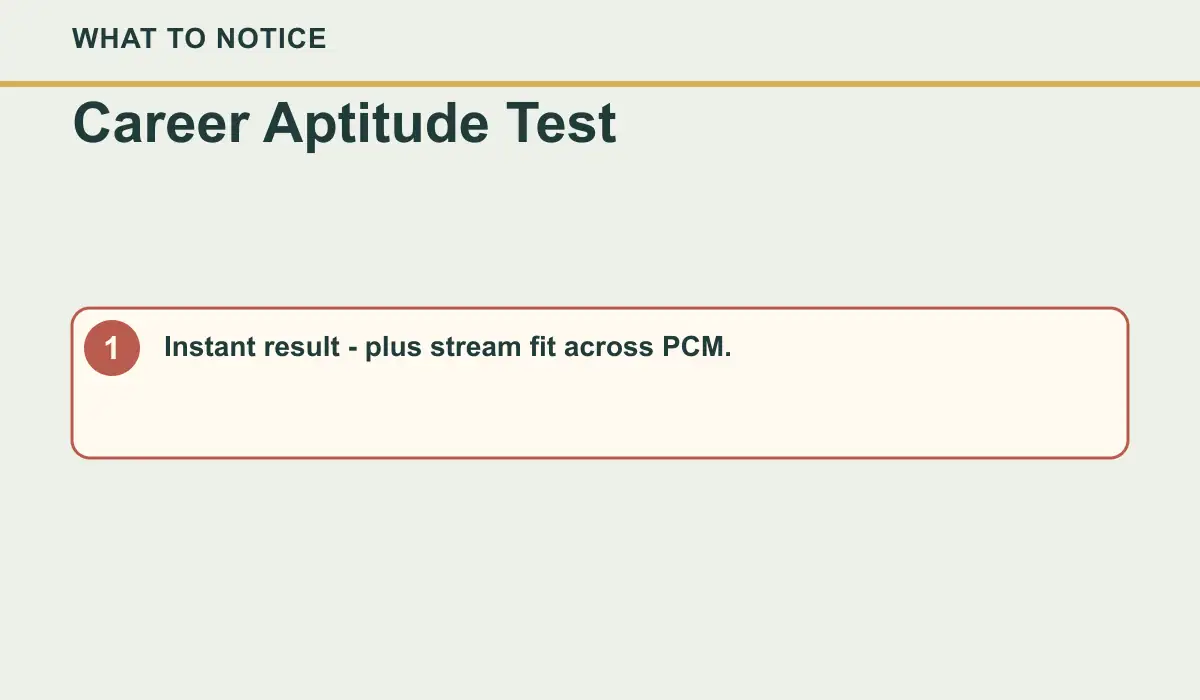 WHAT TO NOTICE
Career Aptitude Test
1
Instant result - plus stream fit across PCM.